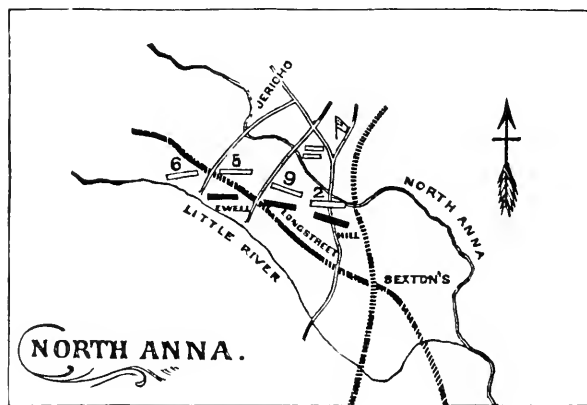 JERICHO
6
5
9
2
EWELL
LONGSTREET
HILL
NORTH ANNA
LITTLE RIVER
SEXTON'S
NORTH ANNA.